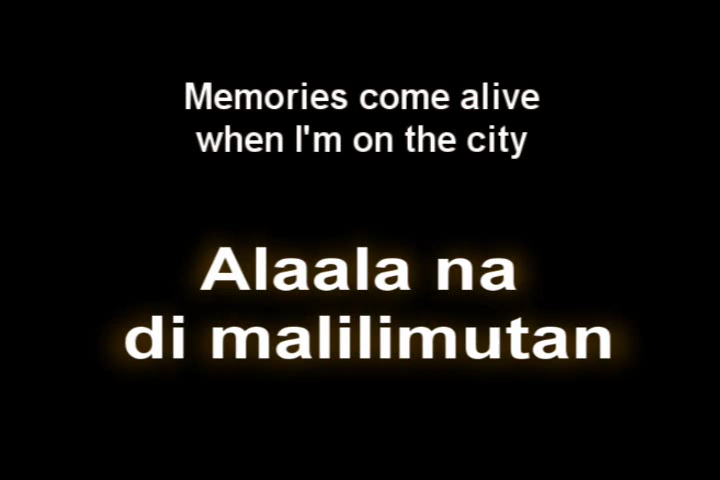 Memories come alive
when I'm on the city
Alaala na
di malilimutan